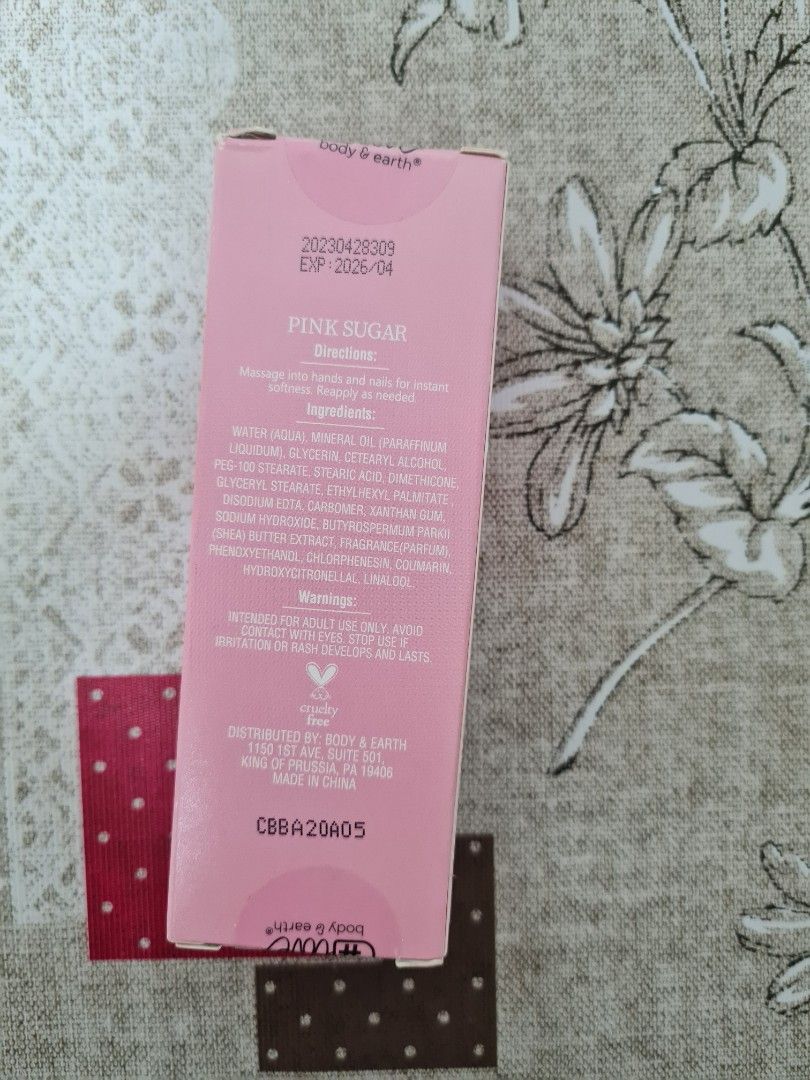 body & earth®
20230428309
EXP:2026/04
PINK SUGAR
Directions:
Massage into hands and nails for instant
softness. Reapply as needed
Ingredients:
WATER (AQUA), MINERAL OIL (PARAFFINUM
LIQUIDUM), GLYCERIN, CETEARYL ALCOHOL,
PEG-100 STEARATE, STEARIC ACID, DIMETHICONE,
GLYCERYL STEARATE, ETHYLHEXYL PALMITATE,
DISODIUM EDTA, CARBOMER, XANTHAN GUM,
SODIUM HYDROXIDE, BUTYROSPERMUM PARKII
(SHEA) BUTTER EXTRACT, FRAGRANCE(PARFUM),
PHENOXYETHANOL, CHLORPHENESIN, COUMARIN,
HYDROXYCITRONELLAL, LINALOOL.
Warnings:
INTENDED FOR ADULT USE ONLY. AVOID
CONTACT WITH EYES. STOP USE IF
IRRITATION OR RASH DEVELOPS AND LASTS.
cruelty
free
DISTRIBUTED BY: BODY & EARTH
1150 1ST AVE, SUITE 501,
KING OF PRUSSIA, PA 19406
MADE IN CHINA
CBBA20A05
body & earth®